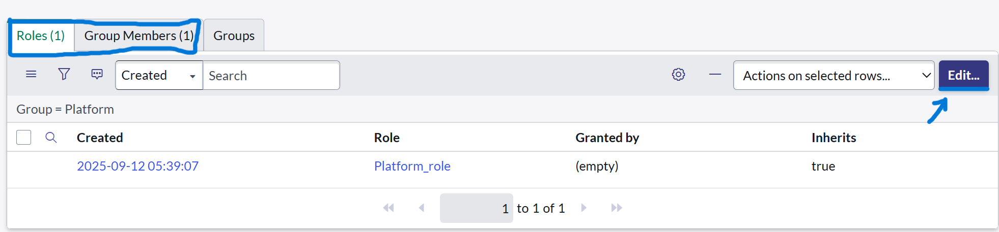 Roles (1) Group Members (1) Groups
Created Search Actions on selected rows... Edit...
Group = Platform
Created Role Granted by Inherits
2025-09-12 05:39:07 Platform_role (empty) true
1 to 1 of 1